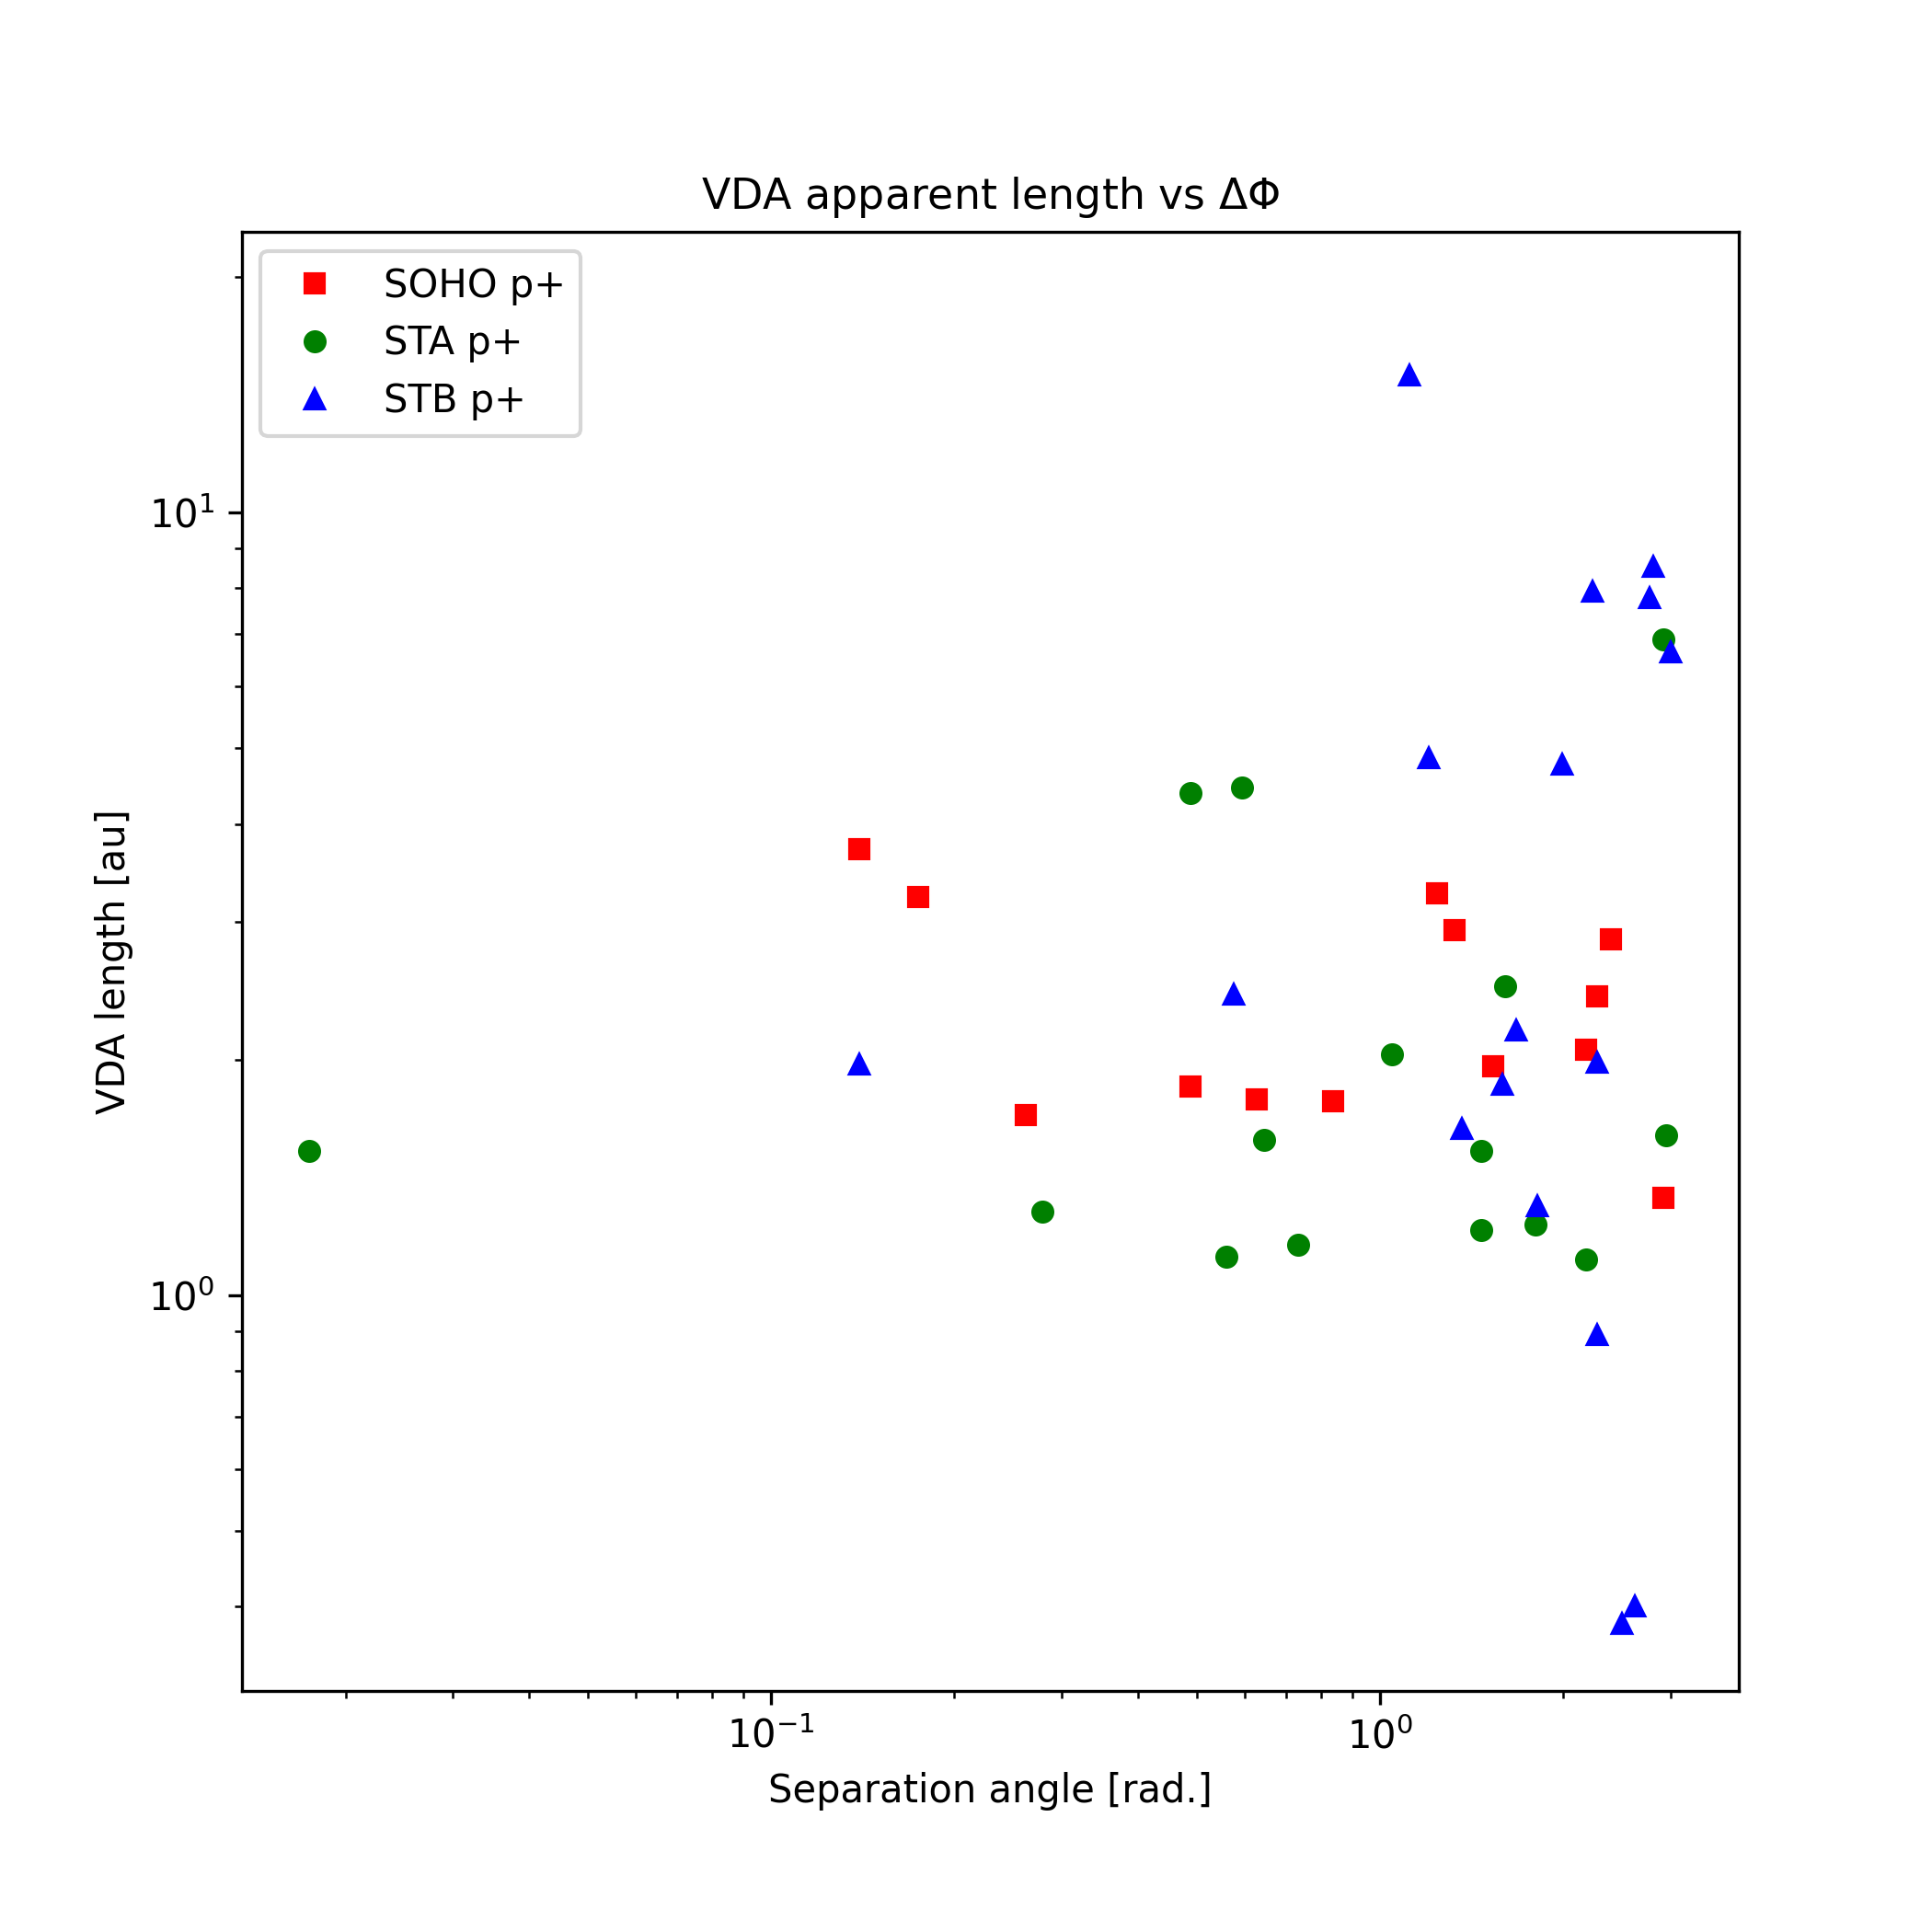 VDA apparent length vs ΔΦ
SOHO p+
STA p+
STB p+
10¹
10⁰
VDA length [au]
10⁻¹
10⁰
Separation angle [rad.]